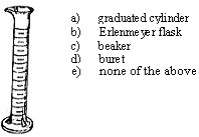 a) graduated cylinder
b) Erlenmeyer flask
c) beaker
d) buret
e) none of the above